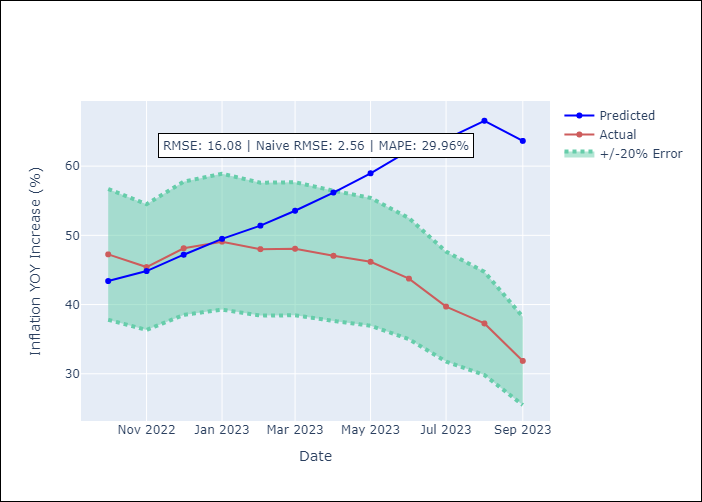 Predicted
Actual
+/-20% Error
RMSE: 16.08 | Naive RMSE: 2.56 | MAPE: 29.96%
60
50
40
30
Inflation YOY Increase (%)
Nov 2022
Jan 2023
Mar 2023
May 2023
Jul 2023
Sep 2023
Date